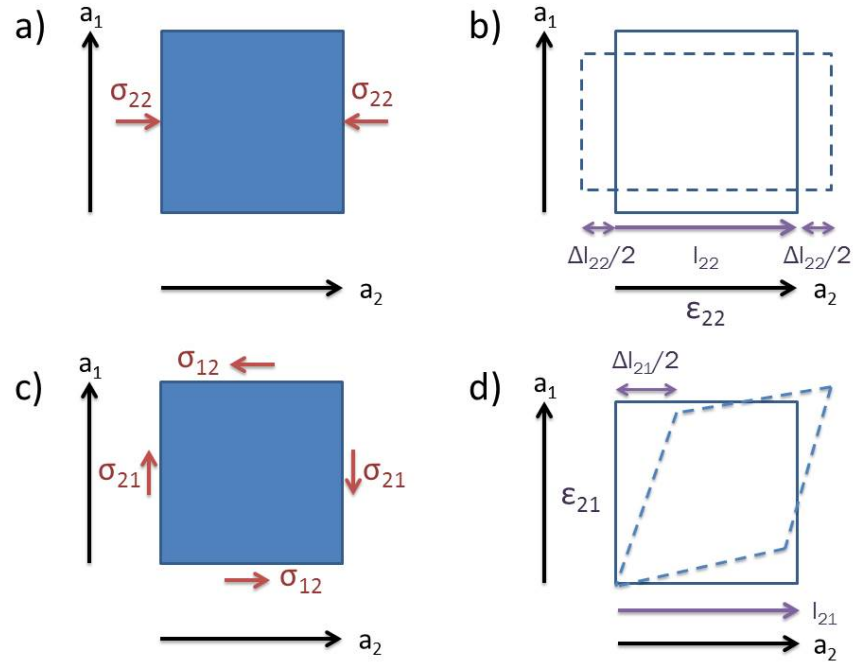 a)
a₁
σ₂₂
σ₂₂
a₂
b)
a₁
Δl₂₂/2
l₂₂
Δl₂₂/2
a₂
ε₂₂
c)
a₁
σ₁₂
σ₂₁
σ₂₁
σ₁₂
a₂
d)
Δl₂₁/2
a₁
ε₂₁
l₂₁
a₂